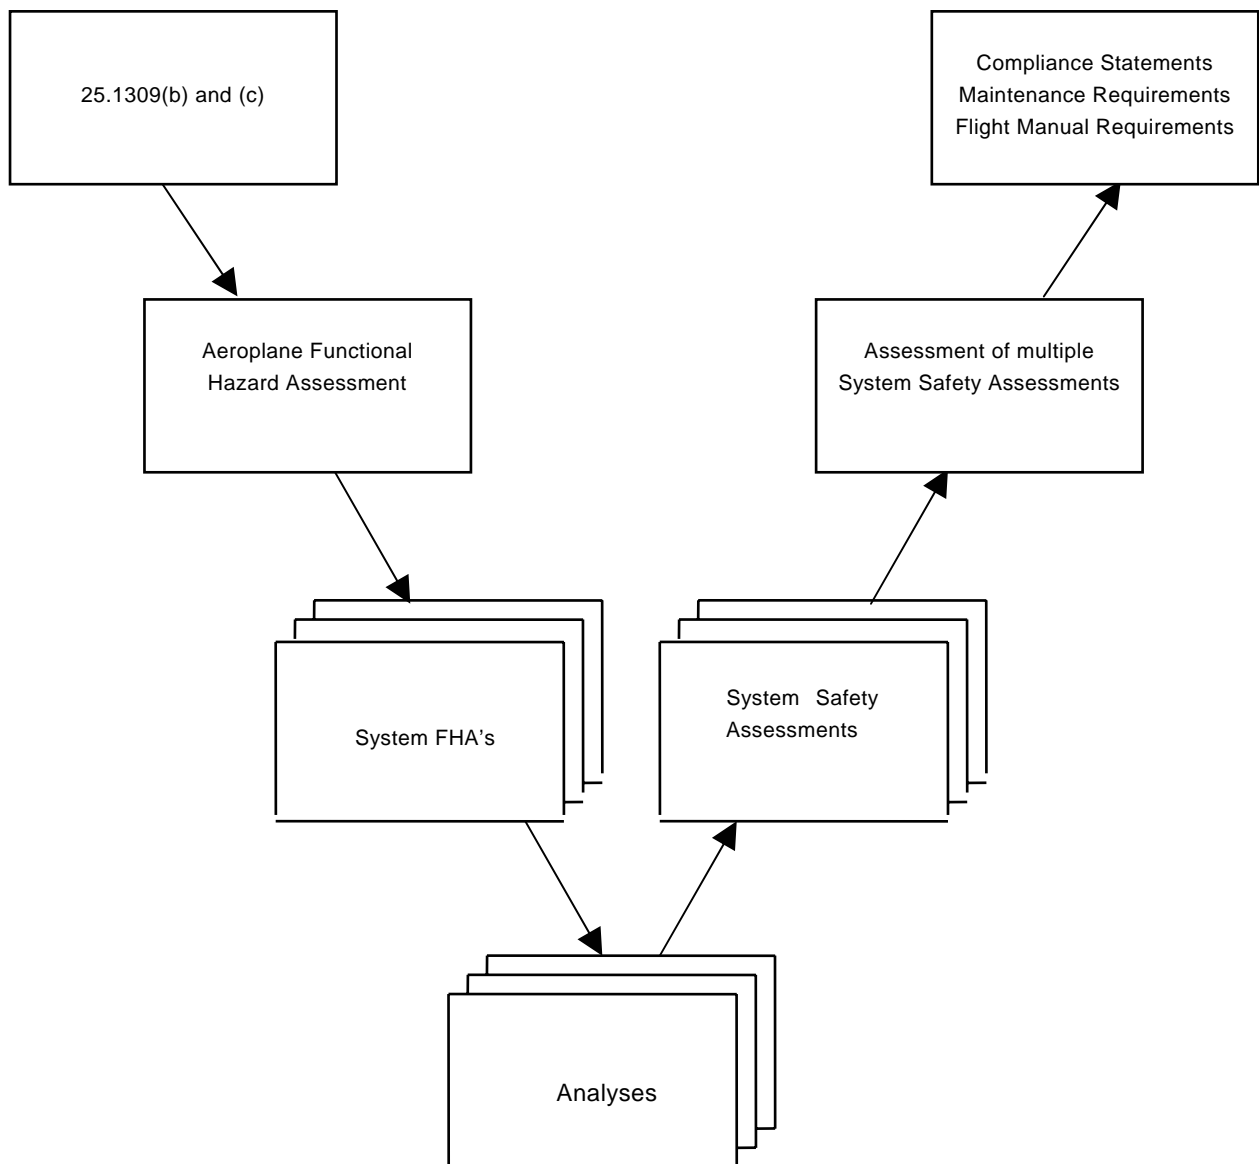 25.1309(b) and (c)
Compliance Statements
Maintenance Requirements
Flight Manual Requirements
Aeroplane Functional
Hazard Assessment
Assessment of multiple
System Safety Assessments
System FHA's
System Safety
Assessments
Analyses